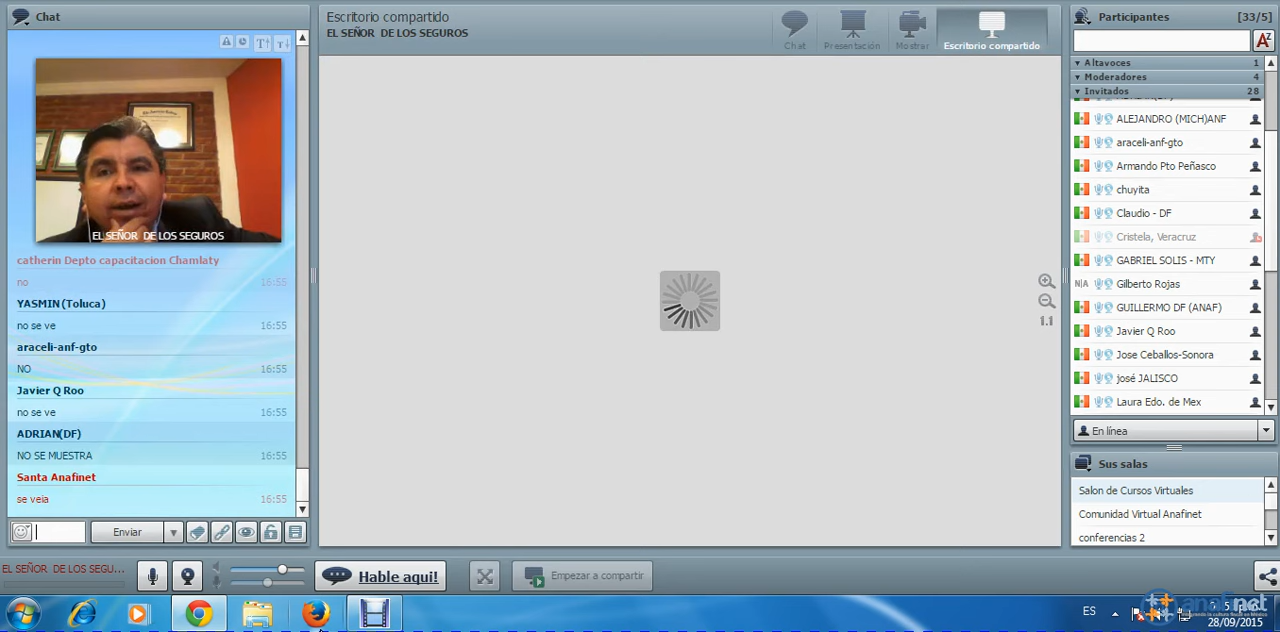 Chat
EL SEÑOR DE LOS SEGUROS
catherin Depto capacitacion Chamlaty
no 16:55
YASMIN(Toluca)
no se ve 16:55
araceli-anf-gto
NO 16:55
Javier Q Roo
no se ve 16:55
ADRIAN(DF)
NO SE MUESTRA 16:55
Santa Anafinet
se veia 16:55
Enviar
Escritorio compartido
EL SEÑOR DE LOS SEGUROS
Chat
Presentación
Mostrar
Escritorio compartido
1.1
Participantes [33/5]
Altavoces 1
Moderadores 4
Invitados 28
ALEJANDRO (MICH)ANF
araceli-anf-gto
Armando Pto Peñasco
chuyita
Claudio - DF
Cristela, Veracruz
GABRIEL SOLIS - MTY
N/A Gilberto Rojas
GUILLERMO DF (ANAF)
Javier Q Roo
Jose Ceballos-Sonora
josé JALISCO
Laura Edo. de Mex
En línea
Sus salas
Salon de Cursos Virtuales
Comunidad Virtual Anafinet
conferencias 2
EL SEÑOR DE LOS SEGU...
Hable aqui!
Empezar a compartir
ES
anafinet
28/09/2015